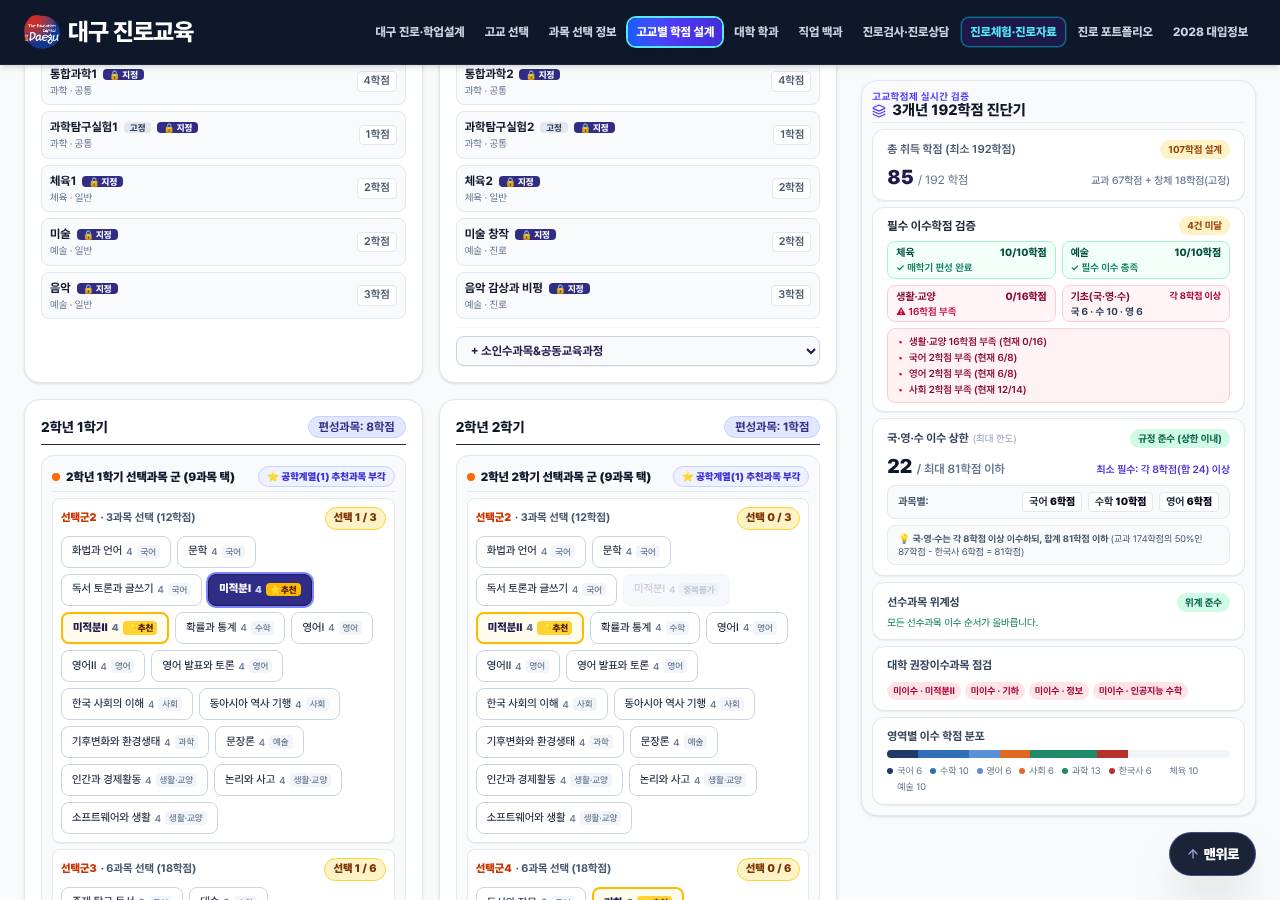 The Education Capital Daegu 대구 진로교육
대구 진로·학업설계 고교 선택 과목 선택 정보 고교별 학점 설계 대학 학과 직업 백과 진로검사·진로상담 진로체험·진로자료 진로 포트폴리오 2028 대입정보
통합과학1 🔒 지정 4학점
과학 · 공통
과학탐구실험1 고정 🔒 지정 1학점
과학 · 공통
체육1 🔒 지정 2학점
체육 · 일반
미술 🔒 지정 2학점
예술 · 일반
음악 🔒 지정 3학점
예술 · 일반
통합과학2 🔒 지정 4학점
과학 · 공통
과학탐구실험2 고정 🔒 지정 1학점
과학 · 공통
체육2 🔒 지정 2학점
체육 · 일반
미술 창작 🔒 지정 2학점
예술 · 진로
음악 감상과 비평 🔒 지정 3학점
예술 · 진로
+ 소인수과목&공동교육과정
2학년 1학기 편성과목: 8학점
2학년 1학기 선택과목 군 (9과목 택) ⭐ 공학계열(1) 추천과목 부각
선택군2 · 3과목 선택 (12학점) 선택 1 / 3
화법과 언어 4 국어 문학 4 국어
독서 토론과 글쓰기 4 국어 미적분I 4 ⭐추천
미적분II 4 ⭐추천 확률과 통계 4 수학 영어I 4 영어
영어II 4 영어 영어 발표와 토론 4 영어
한국 사회의 이해 4 사회 동아시아 역사 기행 4 사회
기후변화와 환경생태 4 과학 문장론 4 예술
인간과 경제활동 4 생활·교양 논리와 사고 4 생활·교양
소프트웨어와 생활 4 생활·교양
선택군3 · 6과목 선택 (18학점) 선택 1 / 6
2학년 2학기 편성과목: 1학점
2학년 2학기 선택과목 군 (9과목 택) ⭐ 공학계열(1) 추천과목 부각
선택군2 · 3과목 선택 (12학점) 선택 0 / 3
화법과 언어 4 국어 문학 4 국어
독서 토론과 글쓰기 4 국어 미적분I 4 중복불가
미적분II 4 ⭐추천 확률과 통계 4 수학 영어I 4 영어
영어II 4 영어 영어 발표와 토론 4 영어
한국 사회의 이해 4 사회 동아시아 역사 기행 4 사회
기후변화와 환경생태 4 과학 문장론 4 예술
인간과 경제활동 4 생활·교양 논리와 사고 4 생활·교양
소프트웨어와 생활 4 생활·교양
선택군4 · 6과목 선택 (18학점) 선택 0 / 6
고교학점제 실시간 검증
3개년 192학점 진단기
총 취득 학점 (최소 192학점) 107학점 설계
85 / 192 학점 교과 67학점 + 창체 18학점(고정)
필수 이수학점 검증 4건 미달
체육 10/10학점
✓ 매학기 편성 완료
예술 10/10학점
✓ 필수 이수 충족
생활·교양 0/16학점
⚠ 16학점 부족
기초(국·영·수) 각 8학점 이상
국 6 · 수 10 · 영 6
• 생활·교양 16학점 부족 (현재 0/16)
• 국어 2학점 부족 (현재 6/8)
• 영어 2학점 부족 (현재 6/8)
• 사회 2학점 부족 (현재 12/14)
국·영·수 이수 상한 (최대 한도) 규정 준수 (상한 이내)
22 / 최대 81학점 이하 최소 필수: 각 8학점(합 24) 이상
과목별: 국어 6학점 수학 10학점 영어 6학점
💡 국·영·수는 각 8학점 이상 이수하되, 합계 81학점 이하 (교과 174학점의 50%인
87학점 - 한국사 6학점 = 81학점)
선수과목 위계성 위계 준수
모든 선수과목 이수 순서가 올바릅니다.
대학 권장이수과목 점검
미이수 · 미적분II 미이수 · 기하 미이수 · 정보 미이수 · 인공지능 수학
영역별 이수 학점 분포
국어 6 수학 10 영어 6 사회 6 과학 13 한국사 6 체육 10
예술 10
↑ 맨위로